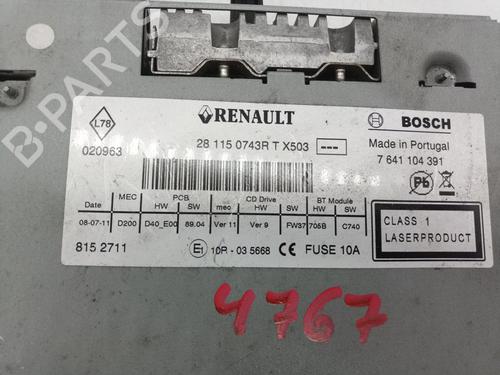 L78
020963
RENAULT
28 115 0743R T X503
---
BOSCH
Made in Portugal
7 641 104 391
Pb
Date MEC PCB CD Drive BT Module
HW SW mec HW SW HW SW
08-07-11 D200 D40_E00 89.04 Ver 11 Ver 9 FW37 705B C740
815 2711
E1 10R - 03 5668 CE FUSE 10A
CLASS 1
LASERPRODUCT
4767
B-PARTS